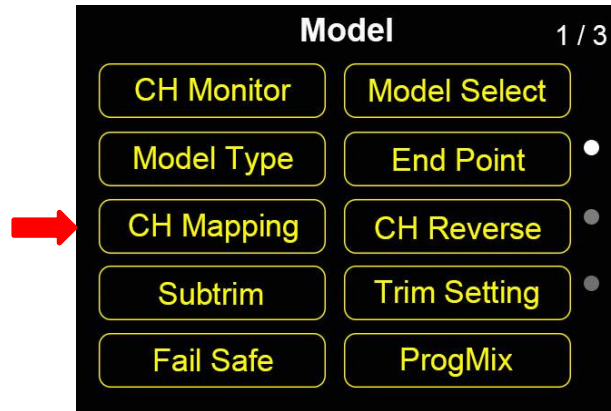 Model 1 / 3
CH Monitor Model Select
Model Type End Point
CH Mapping CH Reverse
Subtrim Trim Setting
Fail Safe ProgMix